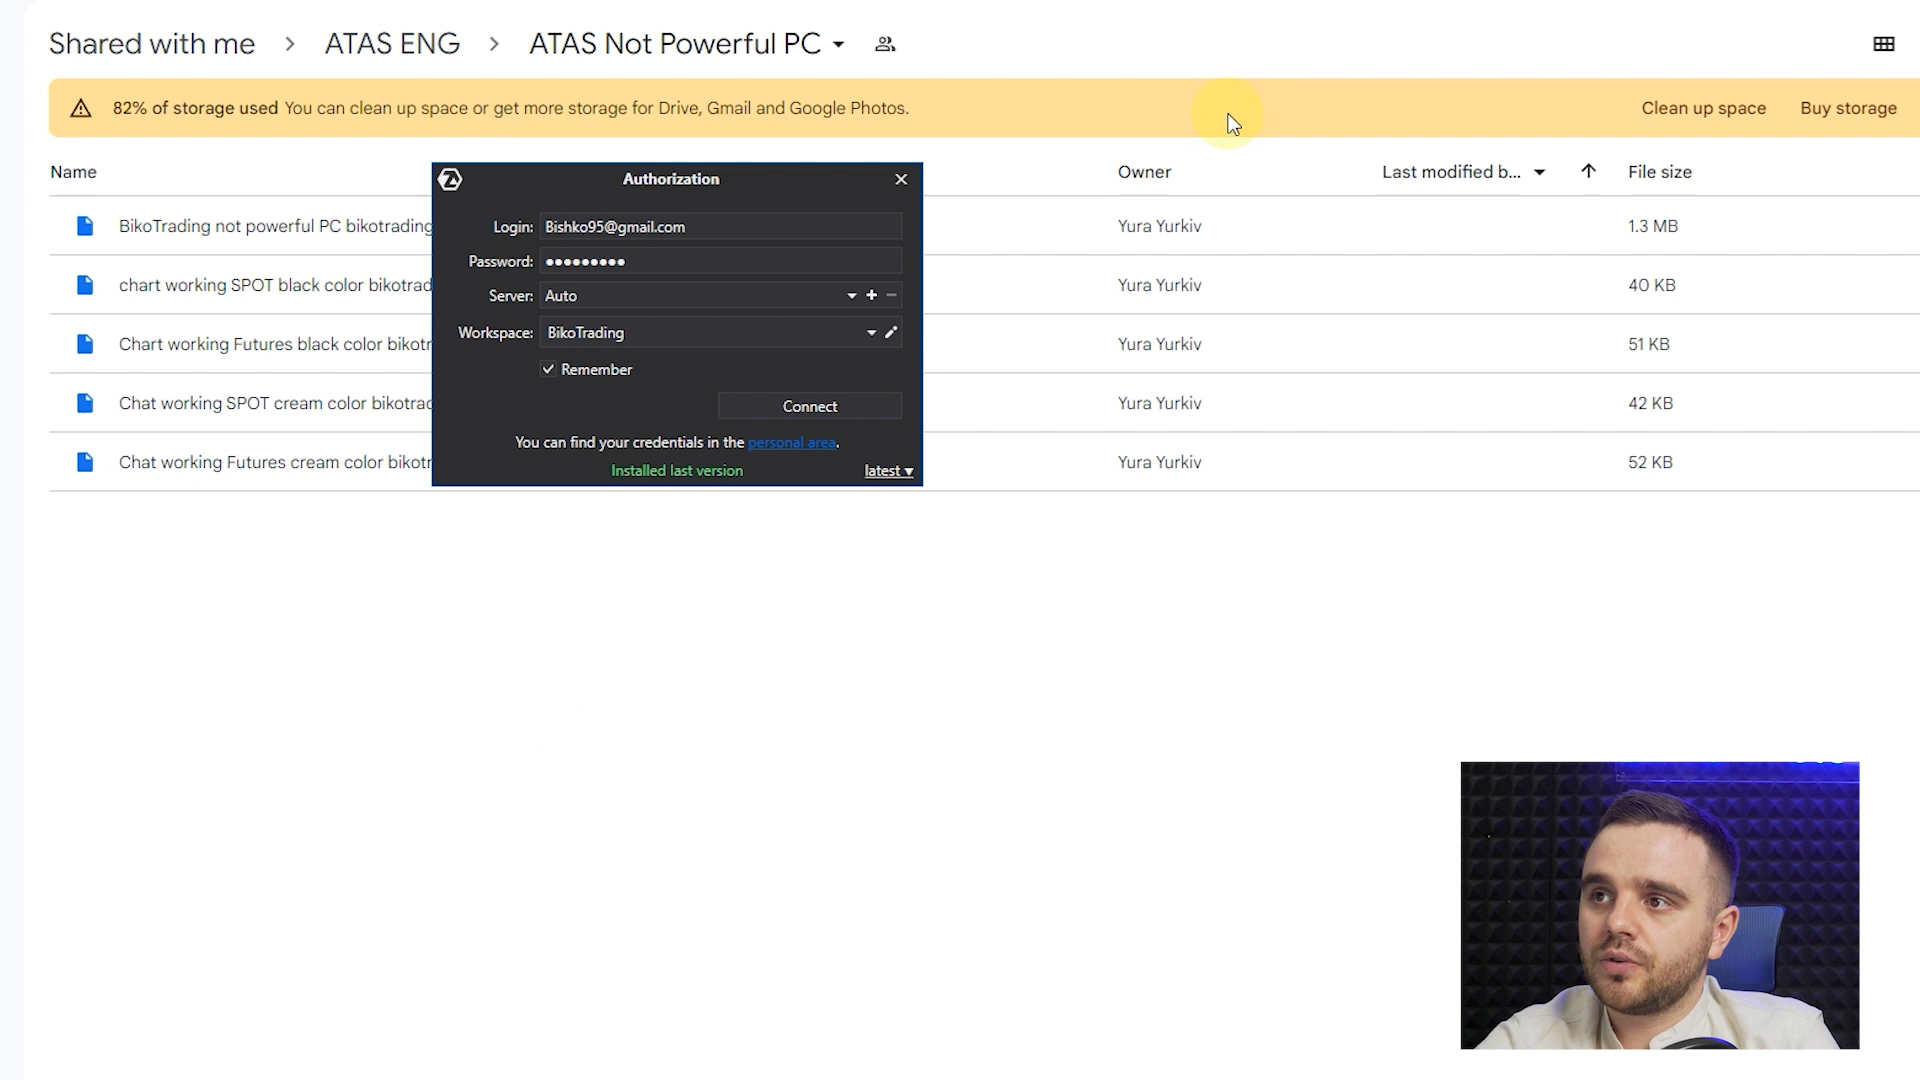 Shared with me > ATAS ENG > ATAS Not Powerful PC
82% of storage used You can clean up space or get more storage for Drive, Gmail and Google Photos. Clean up space Buy storage
Name Owner Last modified b... File size
BikoTrading not powerful PC bikotrading Yura Yurkiv 1.3 MB
chart working SPOT black color bikotrad Yura Yurkiv 40 KB
Chart working Futures black color bikotr Yura Yurkiv 51 KB
Chat working SPOT cream color bikotrac Yura Yurkiv 42 KB
Chat working Futures cream color bikotr Yura Yurkiv 52 KB
Authorization
Login: Bishko95@gmail.com
Password: •••••••••
Server: Auto
Workspace: BikoTrading
Remember
Connect
You can find your credentials in the personal area.
Installed last version latest